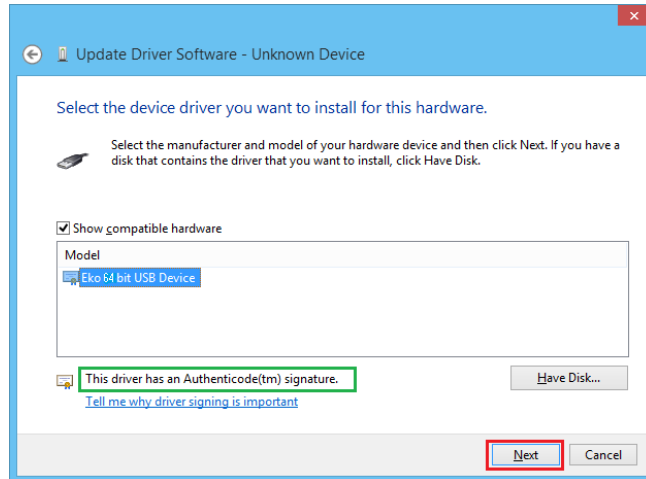 Update Driver Software - Unknown Device
Select the device driver you want to install for this hardware.
Select the manufacturer and model of your hardware device and then click Next. If you have a
disk that contains the driver that you want to install, click Have Disk.
Show compatible hardware
Model
Eko 64 bit USB Device
This driver has an Authenticode(tm) signature.
Have Disk...
Tell me why driver signing is important
Next
Cancel